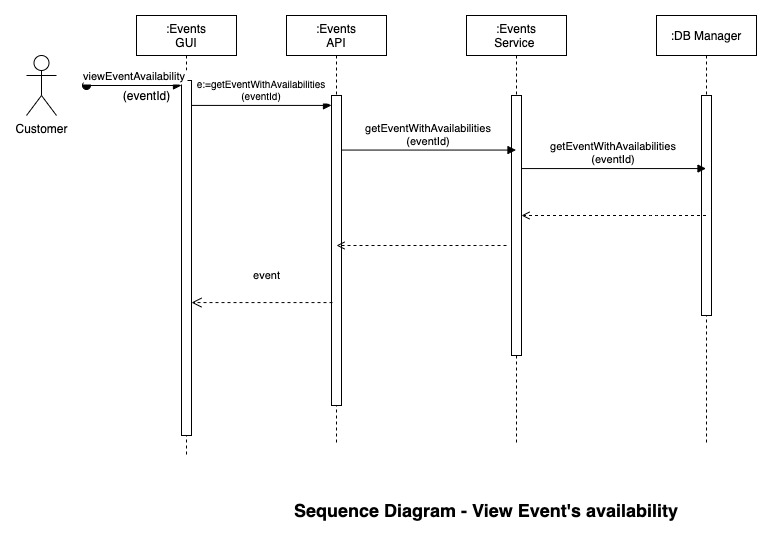 :Events
GUI
:Events
API
:Events
Service
:DB Manager
viewEventAvailability
(eventId)
e:=getEventWithAvailabilities
(eventId)
Customer
getEventWithAvailabilities
(eventId)
getEventWithAvailabilities
(eventId)
event
Sequence Diagram - View Event's availability